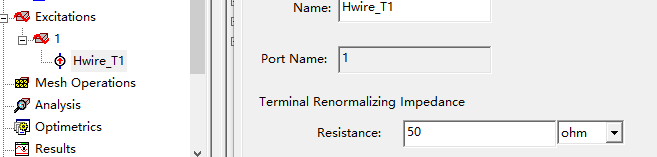 Excitations
1
Hwire_T1
Mesh Operations
Analysis
Optimetrics
Results
Name: Hwire_T1
Port Name: 1
Terminal Renormalizing Impedance
Resistance: 50 ohm